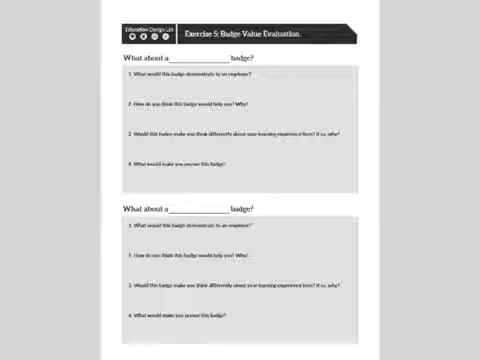 Education Design Lab
Exercise 5: Badge Value Evaluation
What about a_________________ badge?
1. What would this badge demonstrate to an employer?
2. How do you think this badge would help you? Why?
3. Would this badge make you think differently about your learning experience here? If so, why?
4. What would make you pursue this badge?
What about a_________________ badge?
1. What would this badge demonstrate to an employer?
2. How do you think this badge would help you? Why?
3. Would this badge make you think differently about your learning experience here? If so, why?
4. What would make you pursue this badge?